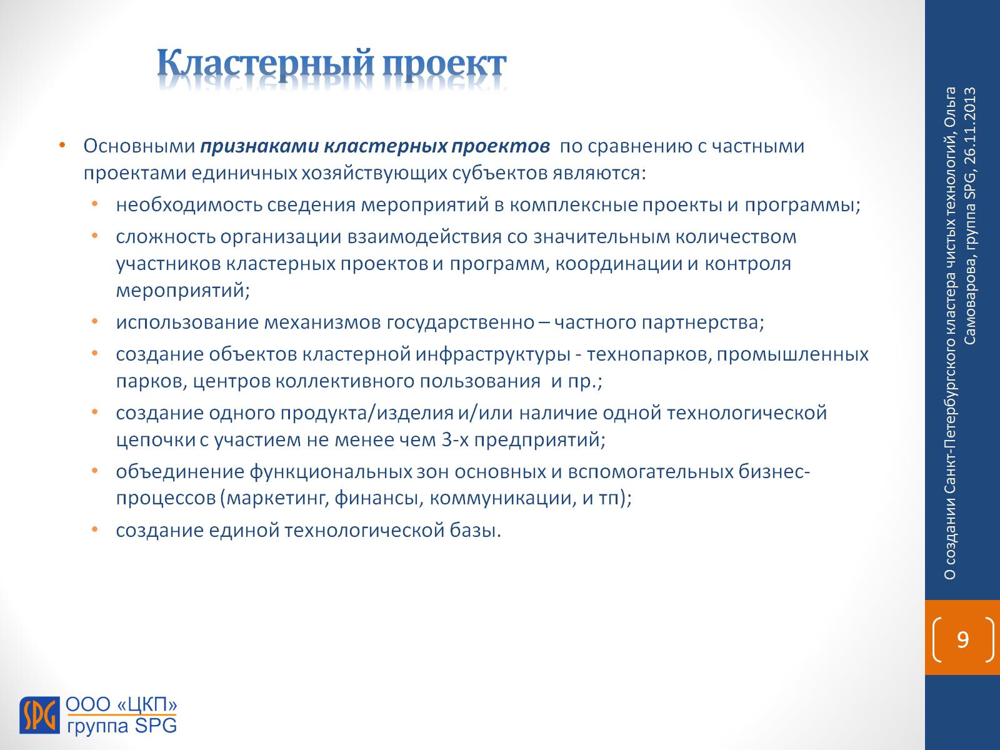 Кластерный проект
• Основными признаками кластерных проектов по сравнению с частными
проектами единичных хозяйствующих субъектов являются:
• необходимость сведения мероприятий в комплексные проекты и программы;
• сложность организации взаимодействия со значительным количеством
участников кластерных проектов и программ, координации и контроля
мероприятий;
• использование механизмов государственно – частного партнерства;
• создание объектов кластерной инфраструктуры - технопарков, промышленных
парков, центров коллективного пользования и пр.;
• создание одного продукта/изделия и/или наличие одной технологической
цепочки с участием не менее чем 3-х предприятий;
• объединение функциональных зон основных и вспомогательных бизнес-
процессов (маркетинг, финансы, коммуникации, и тп);
• создание единой технологической базы.
О создании Санкт-Петербургского кластера чистых технологий, Ольга
Самоварова, группа SPG, 26.11.2013
9
SPG
ООО «ЦКП»
группа SPG